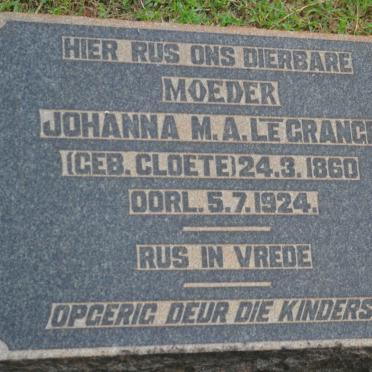 HIER RUS ONS DIERBARE
MOEDER
JOHANNA M.A. LE GRANGE
(GEB. CLOETE) 24.3.1860
OORL. 5.7.1924.
RUS IN VREDE
OPGERIG DEUR DIE KINDERS